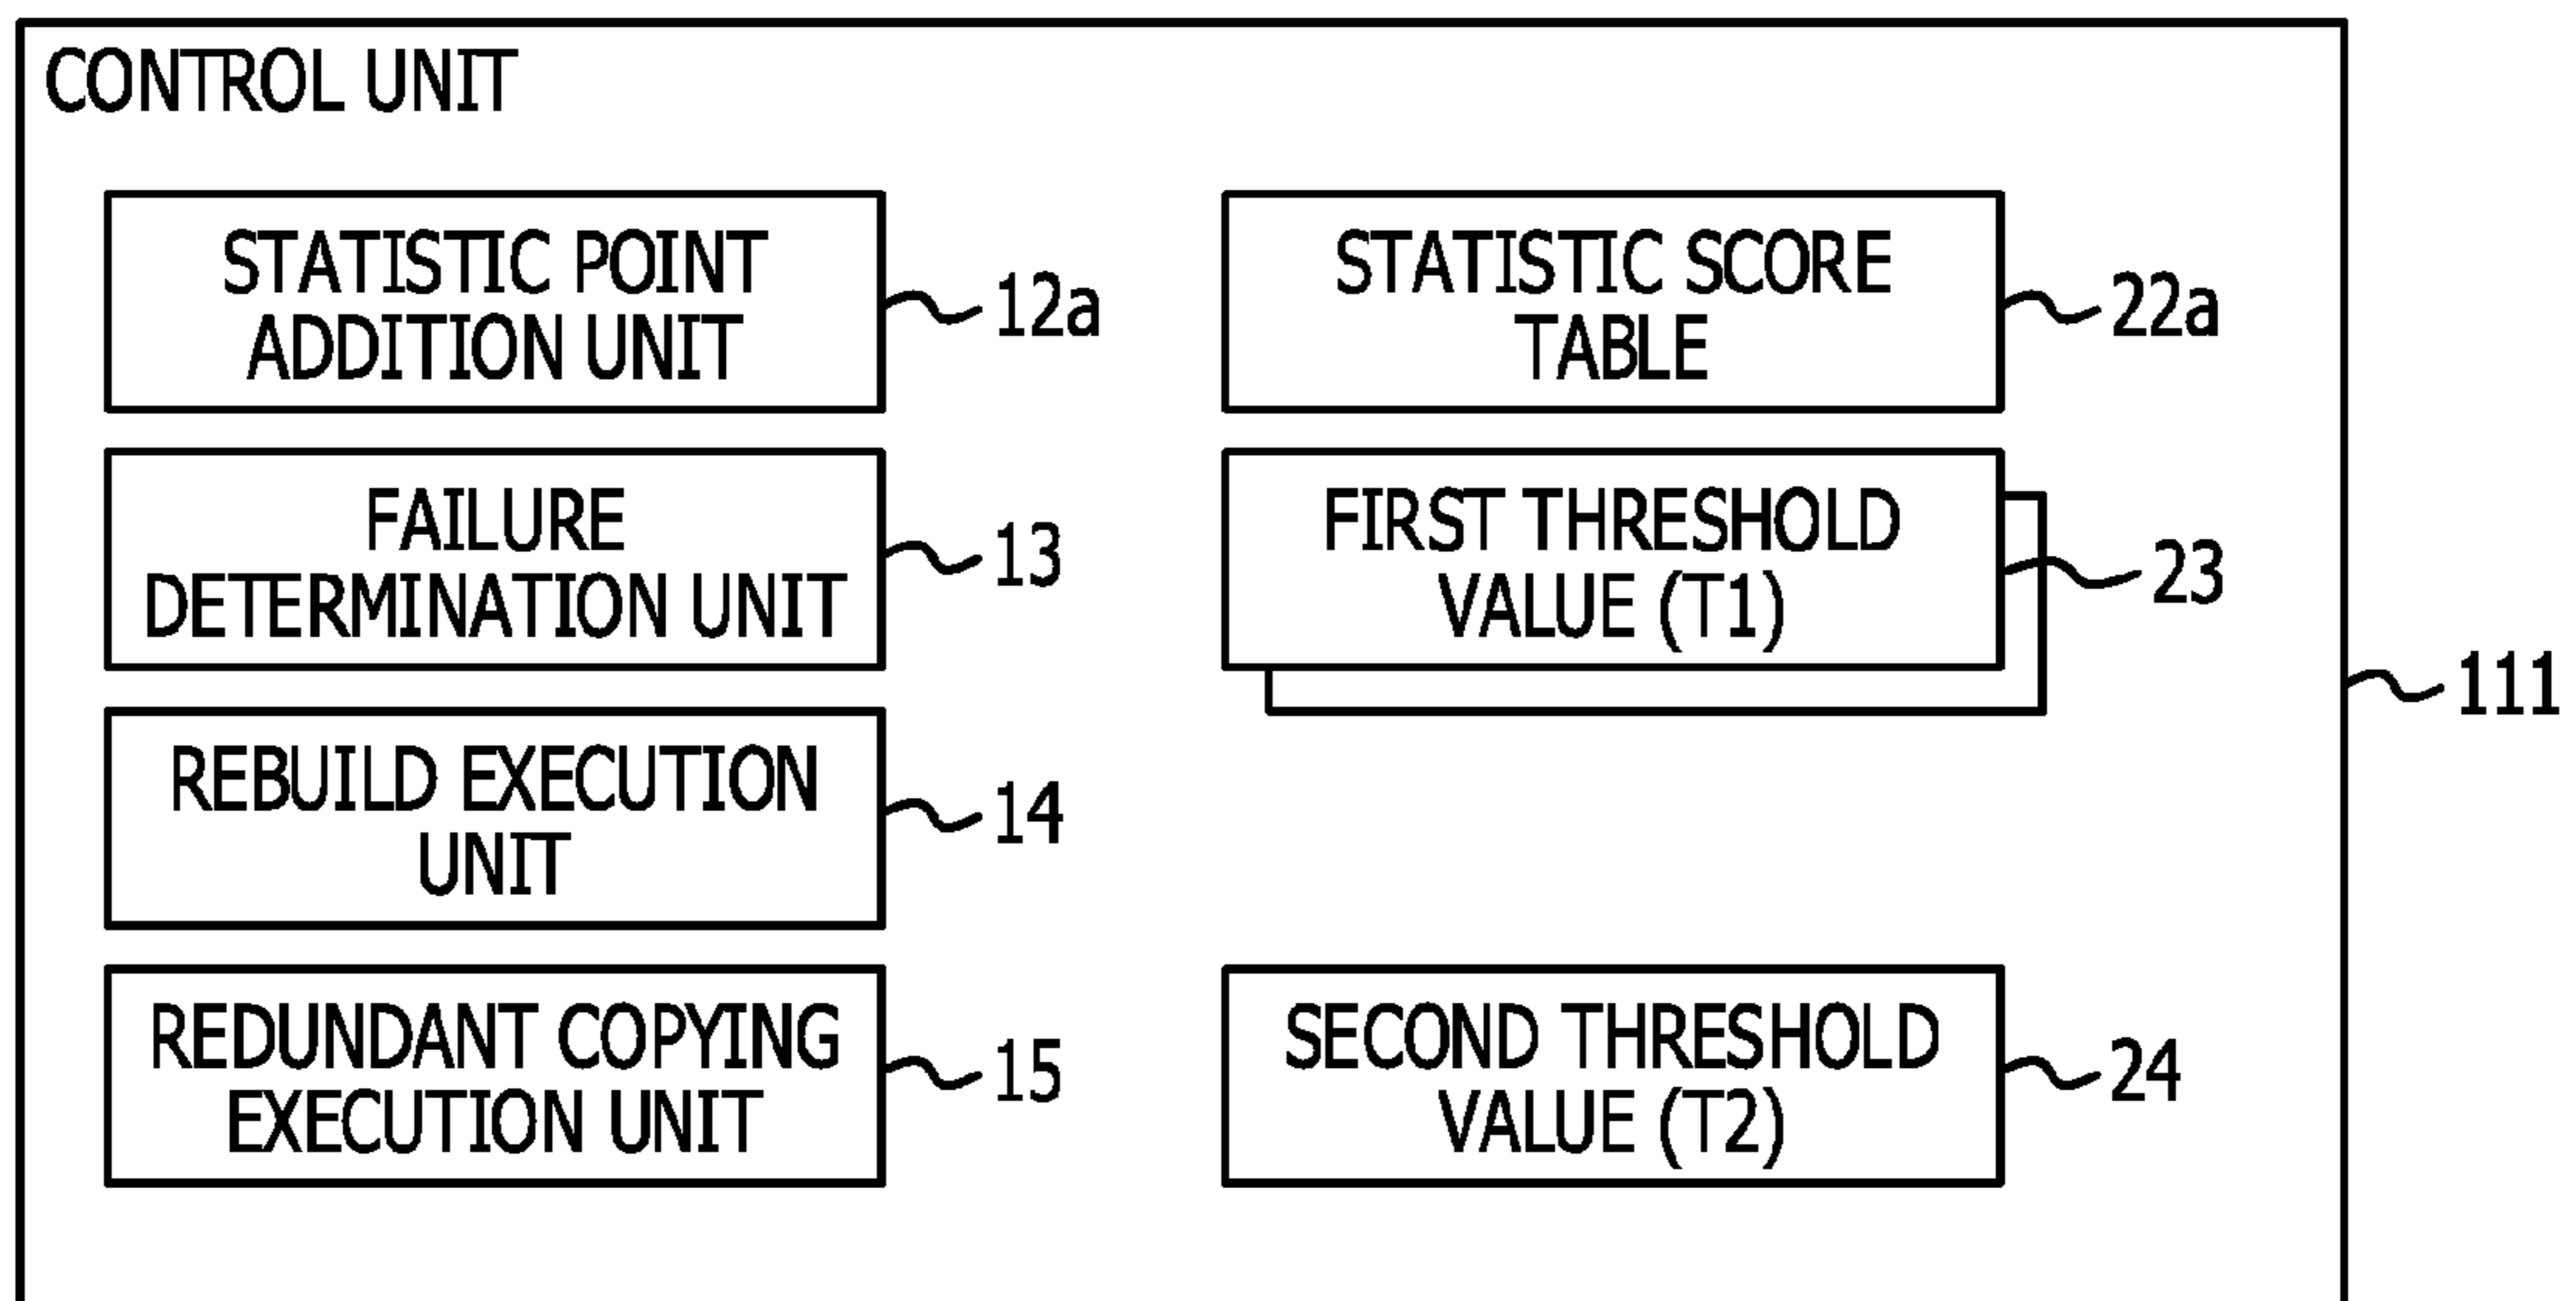 CONTROL UNIT
STATISTIC POINT
ADDITION UNIT
12a
STATISTIC SCORE
TABLE
22a
FAILURE
DETERMINATION UNIT
13
FIRST THRESHOLD
VALUE (T1)
23
111
REBUILD EXECUTION
UNIT
14
REDUNDANT COPYING
EXECUTION UNIT
15
SECOND THRESHOLD
VALUE (T2)
24